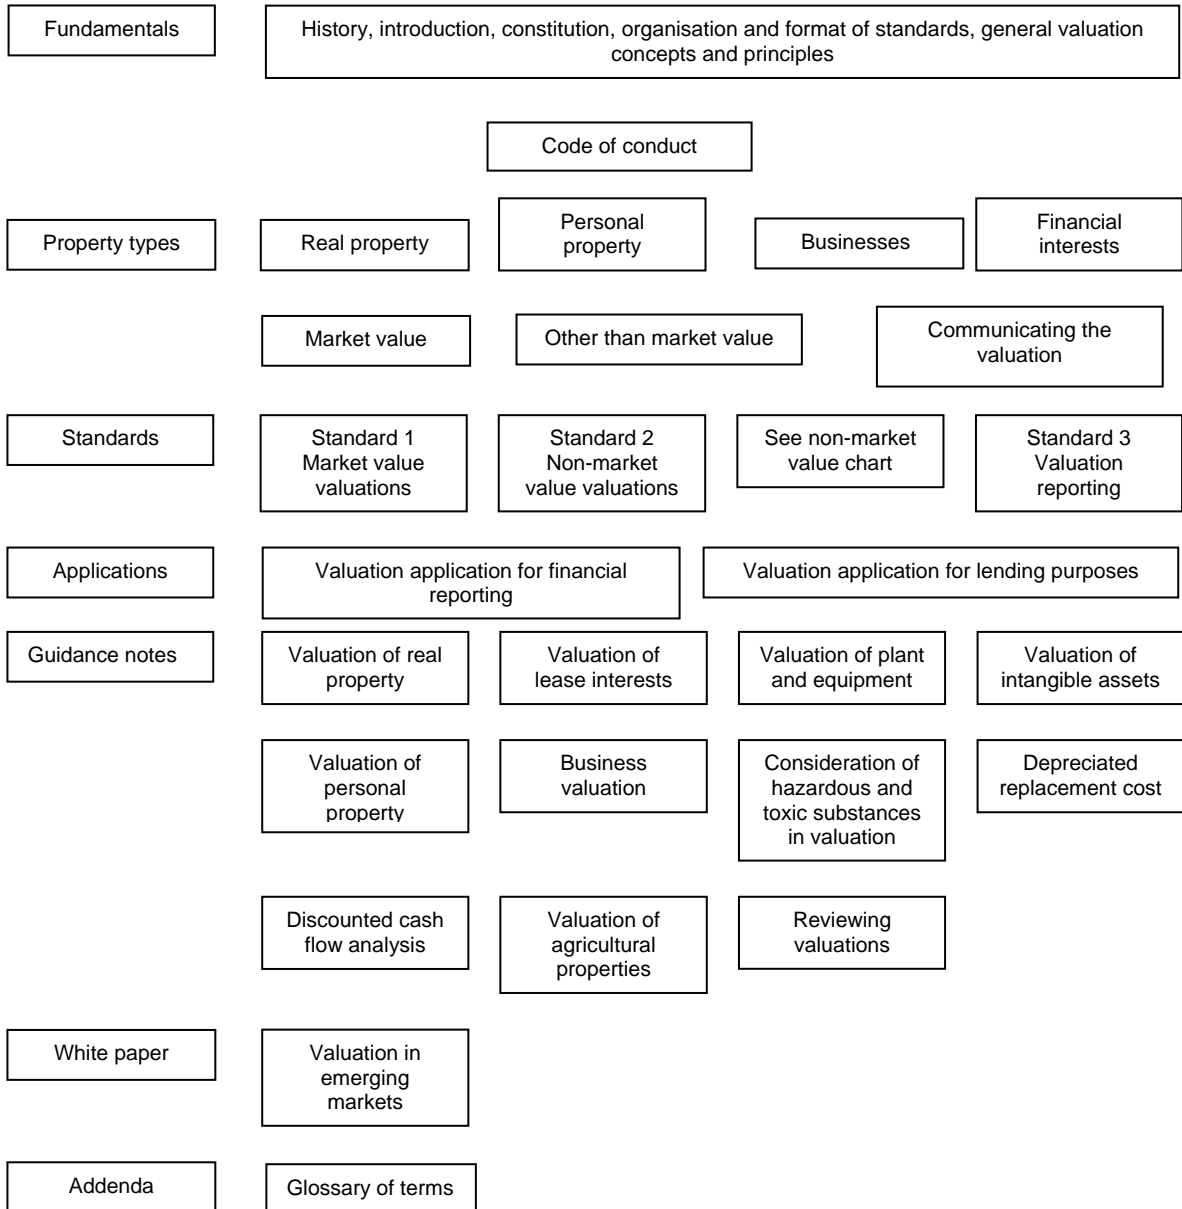 Fundamentals
History, introduction, constitution, organisation and format of standards, general valuation
concepts and principles
Code of conduct
Property types
Real property
Personal
property
Businesses
Financial
interests
Market value
Other than market value
Communicating the
valuation
Standards
Standard 1
Market value
valuations
Standard 2
Non-market
value valuations
See non-market
value chart
Standard 3
Valuation
reporting
Applications
Valuation application for financial
reporting
Valuation application for lending purposes
Guidance notes
Valuation of real
property
Valuation of
lease interests
Valuation of plant
and equipment
Valuation of
intangible assets
Valuation of
personal
property
Business
valuation
Consideration of
hazardous and
toxic substances
in valuation
Depreciated
replacement cost
Discounted cash
flow analysis
Valuation of
agricultural
properties
Reviewing
valuations
White paper
Valuation in
emerging
markets
Addenda
Glossary of terms